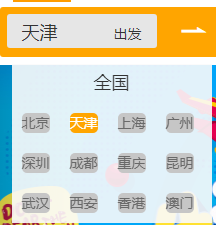 天津 出发
全国
北京 天津 上海 广州
深圳 成都 重庆 昆明
武汉 西安 香港 澳门